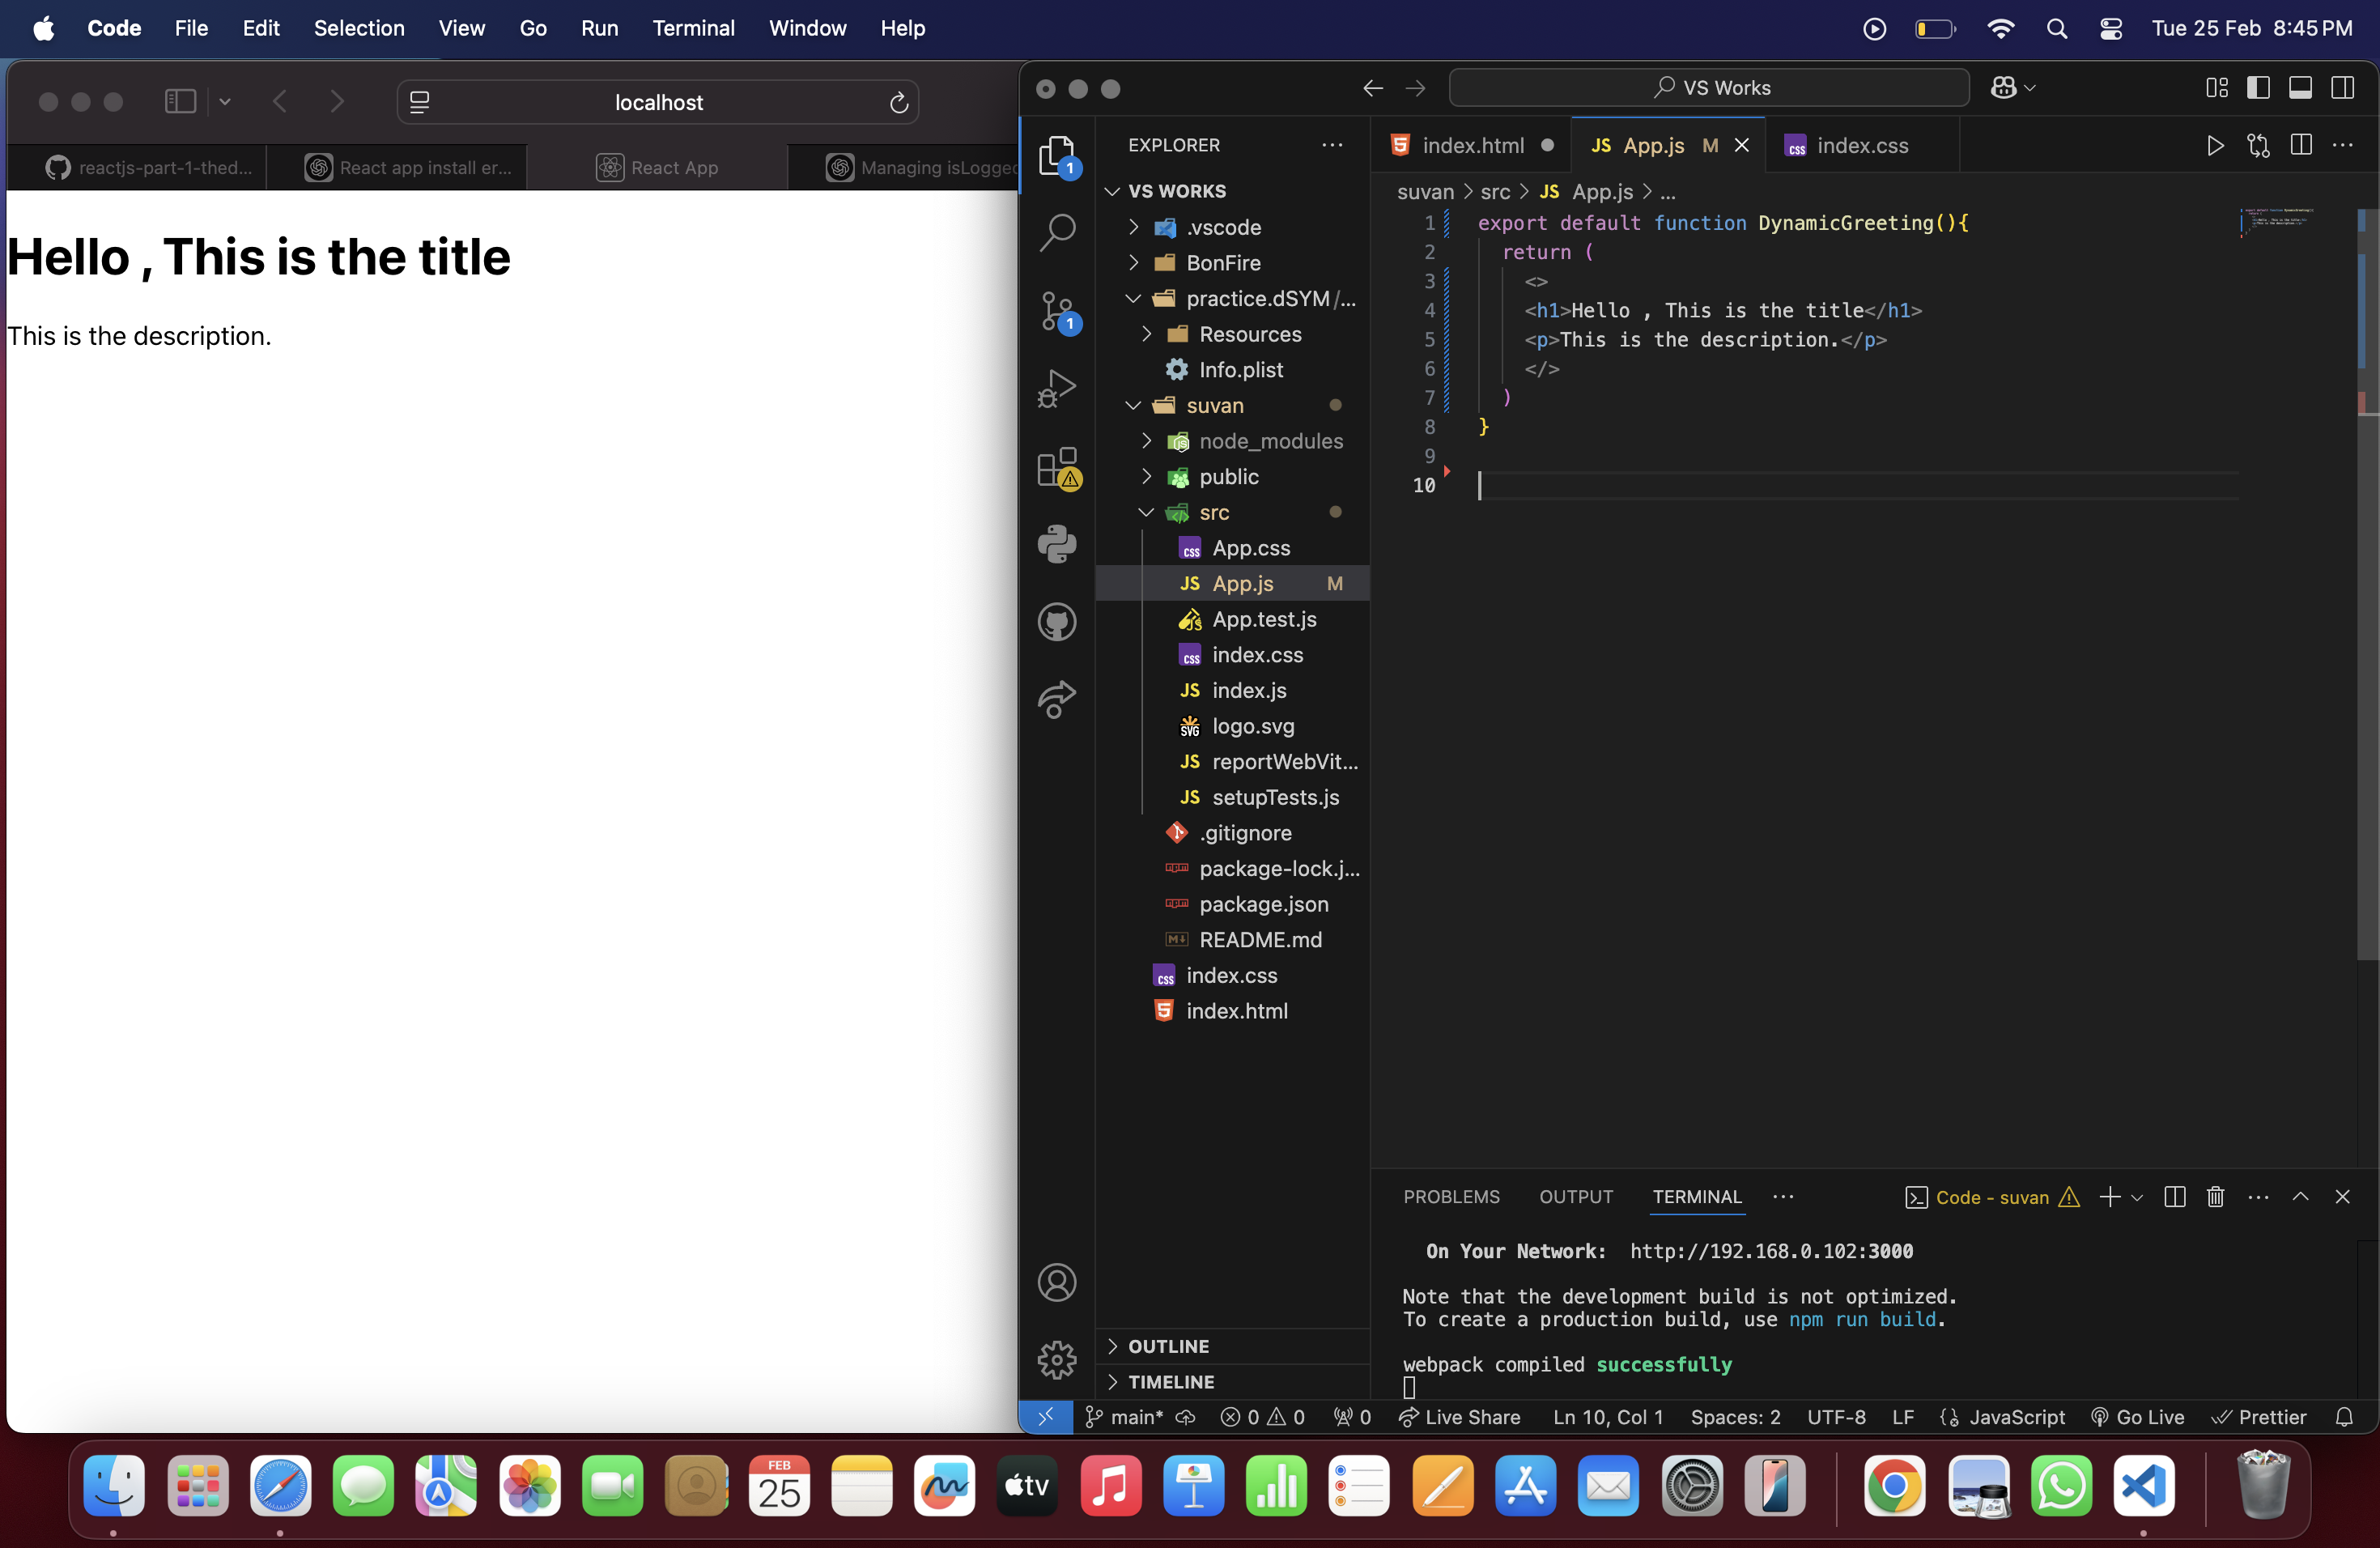 Code File Edit Selection View Go Run Terminal Window Help Tue 25 Feb 8:45 PM
localhost
reactjs-part-1-thed... React app install er... React App Managing isLogge
Hello , This is the title
This is the description.
VS Works
EXPLORER
VS WORKS
.vscode
BonFire
practice.dSYM/...
Resources
Info.plist
suvan
node_modules
public
src
App.css
JS App.js M
App.test.js
index.css
JS index.js
logo.svg
JS reportWebVit...
JS setupTests.js
.gitignore
package-lock.j...
package.json
README.md
index.css
index.html
OUTLINE
TIMELINE
index.html JS App.js M index.css
suvan > src > JS App.js > ...
1 export default function DynamicGreeting(){
2 return (
3 <>
4 <h1>Hello , This is the title</h1>
5 <p>This is the description.</p>
6 </>
7 )
8 }
9
10
PROBLEMS OUTPUT TERMINAL ... Code - suvan
On Your Network: http://192.168.0.102:3000
Note that the development build is not optimized.
To create a production build, use npm run build.
webpack compiled successfully
main* 0 0 0 Live Share Ln 10, Col 1 Spaces: 2 UTF-8 LF JavaScript Go Live Prettier
FEB
25
tv